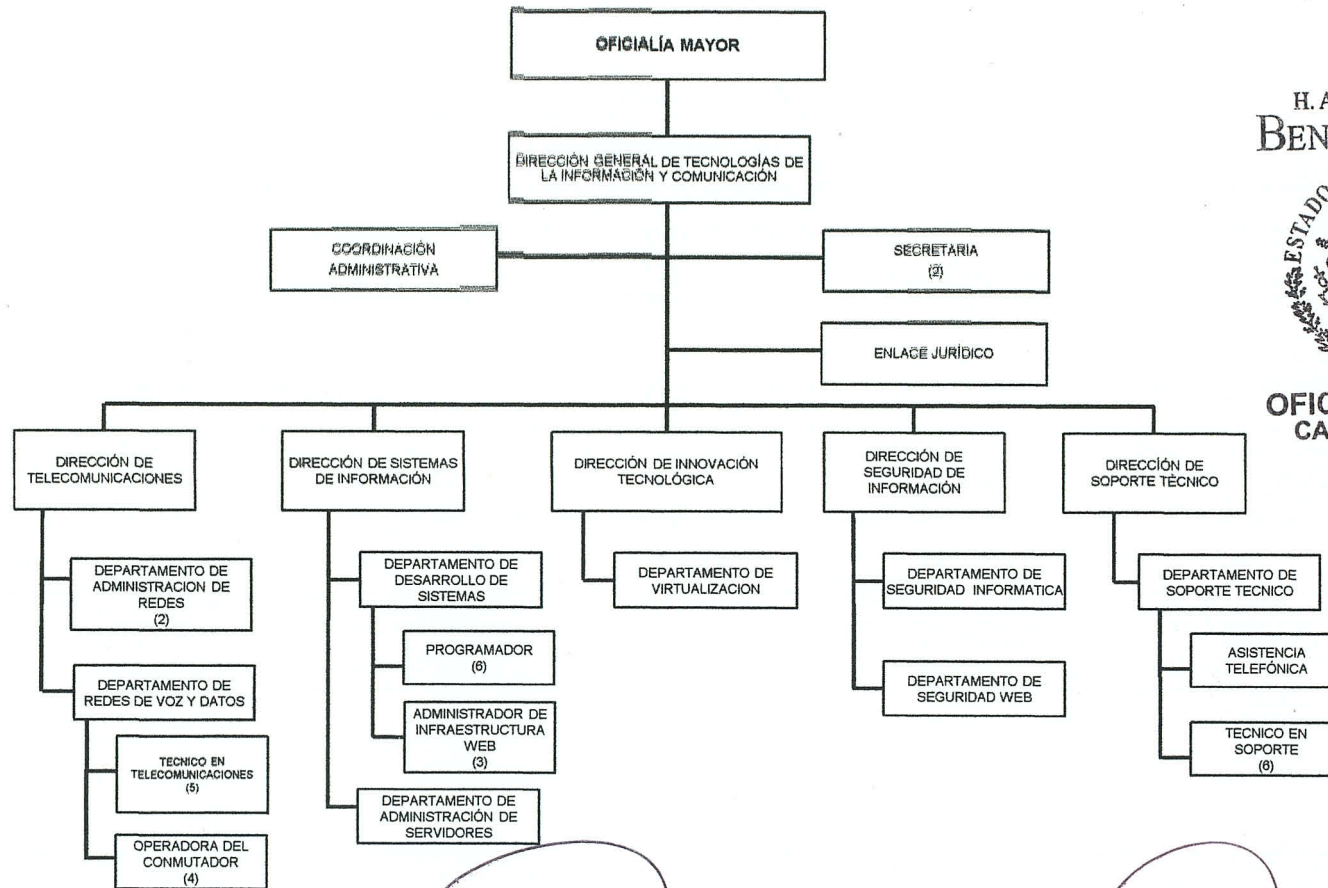 OFICIALÍA MAYOR
H. A
BEN
ESTADO
OFIC
CA
DIRECCIÓN GENERAL DE TECNOLOGÍAS DE
LA INFORMACIÓN Y COMUNICACIÓN
COORDINACIÓN
ADMINISTRATIVA
SECRETARIA
(2)
ENLACE JURÍDICO
DIRECCIÓN DE
TELECOMUNICACIONES
DEPARTAMENTO DE
ADMINISTRACION DE
REDES
(2)
DEPARTAMENTO DE
REDES DE VOZ Y DATOS
TECNICO EN
TELECOMUNICACIONES
(5)
OPERADORA DEL
CONMUTADOR
(4)
DIRECCIÓN DE SISTEMAS
DE INFORMACIÓN
DEPARTAMENTO DE
DESARROLLO DE
SISTEMAS
PROGRAMADOR
(6)
ADMINISTRADOR DE
INFRAESTRUCTURA
WEB
(3)
DEPARTAMENTO DE
ADMINISTRACIÓN DE
SERVIDORES
DIRECCIÓN DE INNOVACIÓN
TECNOLÓGICA
DEPARTAMENTO DE
VIRTUALIZACION
DIRECCIÓN DE
SEGURIDAD DE
INFORMACIÓN
DEPARTAMENTO DE
SEGURIDAD INFORMATICA
DEPARTAMENTO DE
SEGURIDAD WEB
DIRECCÍÓN DE
SOPORTE TÈCNICO
DEPARTAMENTO DE
SOPORTE TECNICO
ASISTENCIA
TELEFÓNICA
TECNICO EN
SOPORTE
(6)